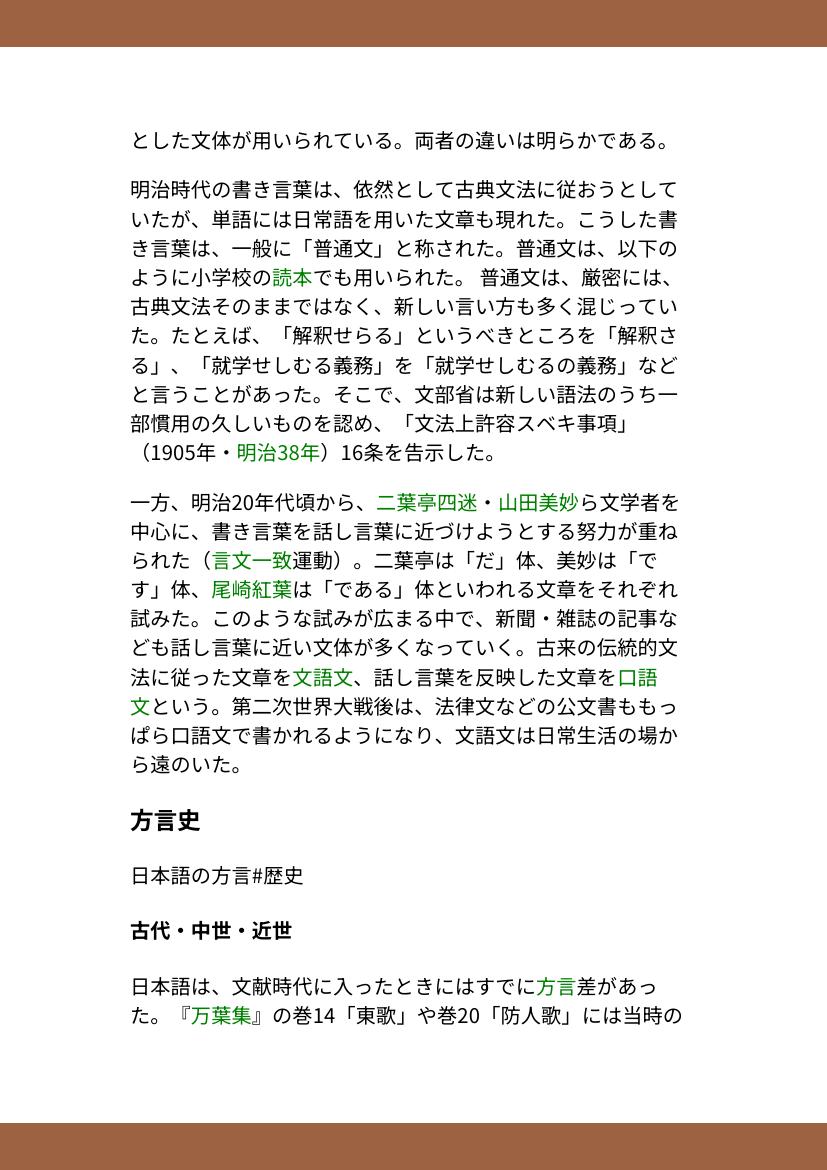 とした文体が用いられている。両者の違いは明らかである。
明治時代の書き言葉は、依然として古典文法に従おうとして
いたが、単語には日常語を用いた文章も現れた。こうした書
き言葉は、一般に「普通文」と称された。普通文は、以下の
ように小学校の読本でも用いられた。 普通文は、厳密には、
古典文法そのままではなく、新しい言い方も多く混じってい
た。たとえば、「解釈せらる」というべきところを「解釈さ
る」、「就学せしむる義務」を「就学せしむるの義務」など
と言うことがあった。そこで、文部省は新しい語法のうち一
部慣用の久しいものを認め、「文法上許容スベキ事項」
（1905年・明治38年）16条を告示した。
一方、明治20年代頃から、二葉亭四迷・山田美妙ら文学者を
中心に、書き言葉を話し言葉に近づけようとする努力が重ね
られた（言文一致運動）。二葉亭は「だ」体、美妙は「で
す」体、尾崎紅葉は「である」体といわれる文章をそれぞれ
試みた。このような試みが広まる中で、新聞・雑誌の記事な
ども話し言葉に近い文体が多くなっていく。古来の伝統的文
法に従った文章を文語文、話し言葉を反映した文章を口語
文という。第二次世界大戦後は、法律文などの公文書ももっ
ぱら口語文で書かれるようになり、文語文は日常生活の場か
ら遠のいた。
方言史
日本語の方言#歴史
古代・中世・近世
日本語は、文献時代に入ったときにはすでに方言差があっ
た。『万葉集』の巻14「東歌」や巻20「防人歌」には当時の